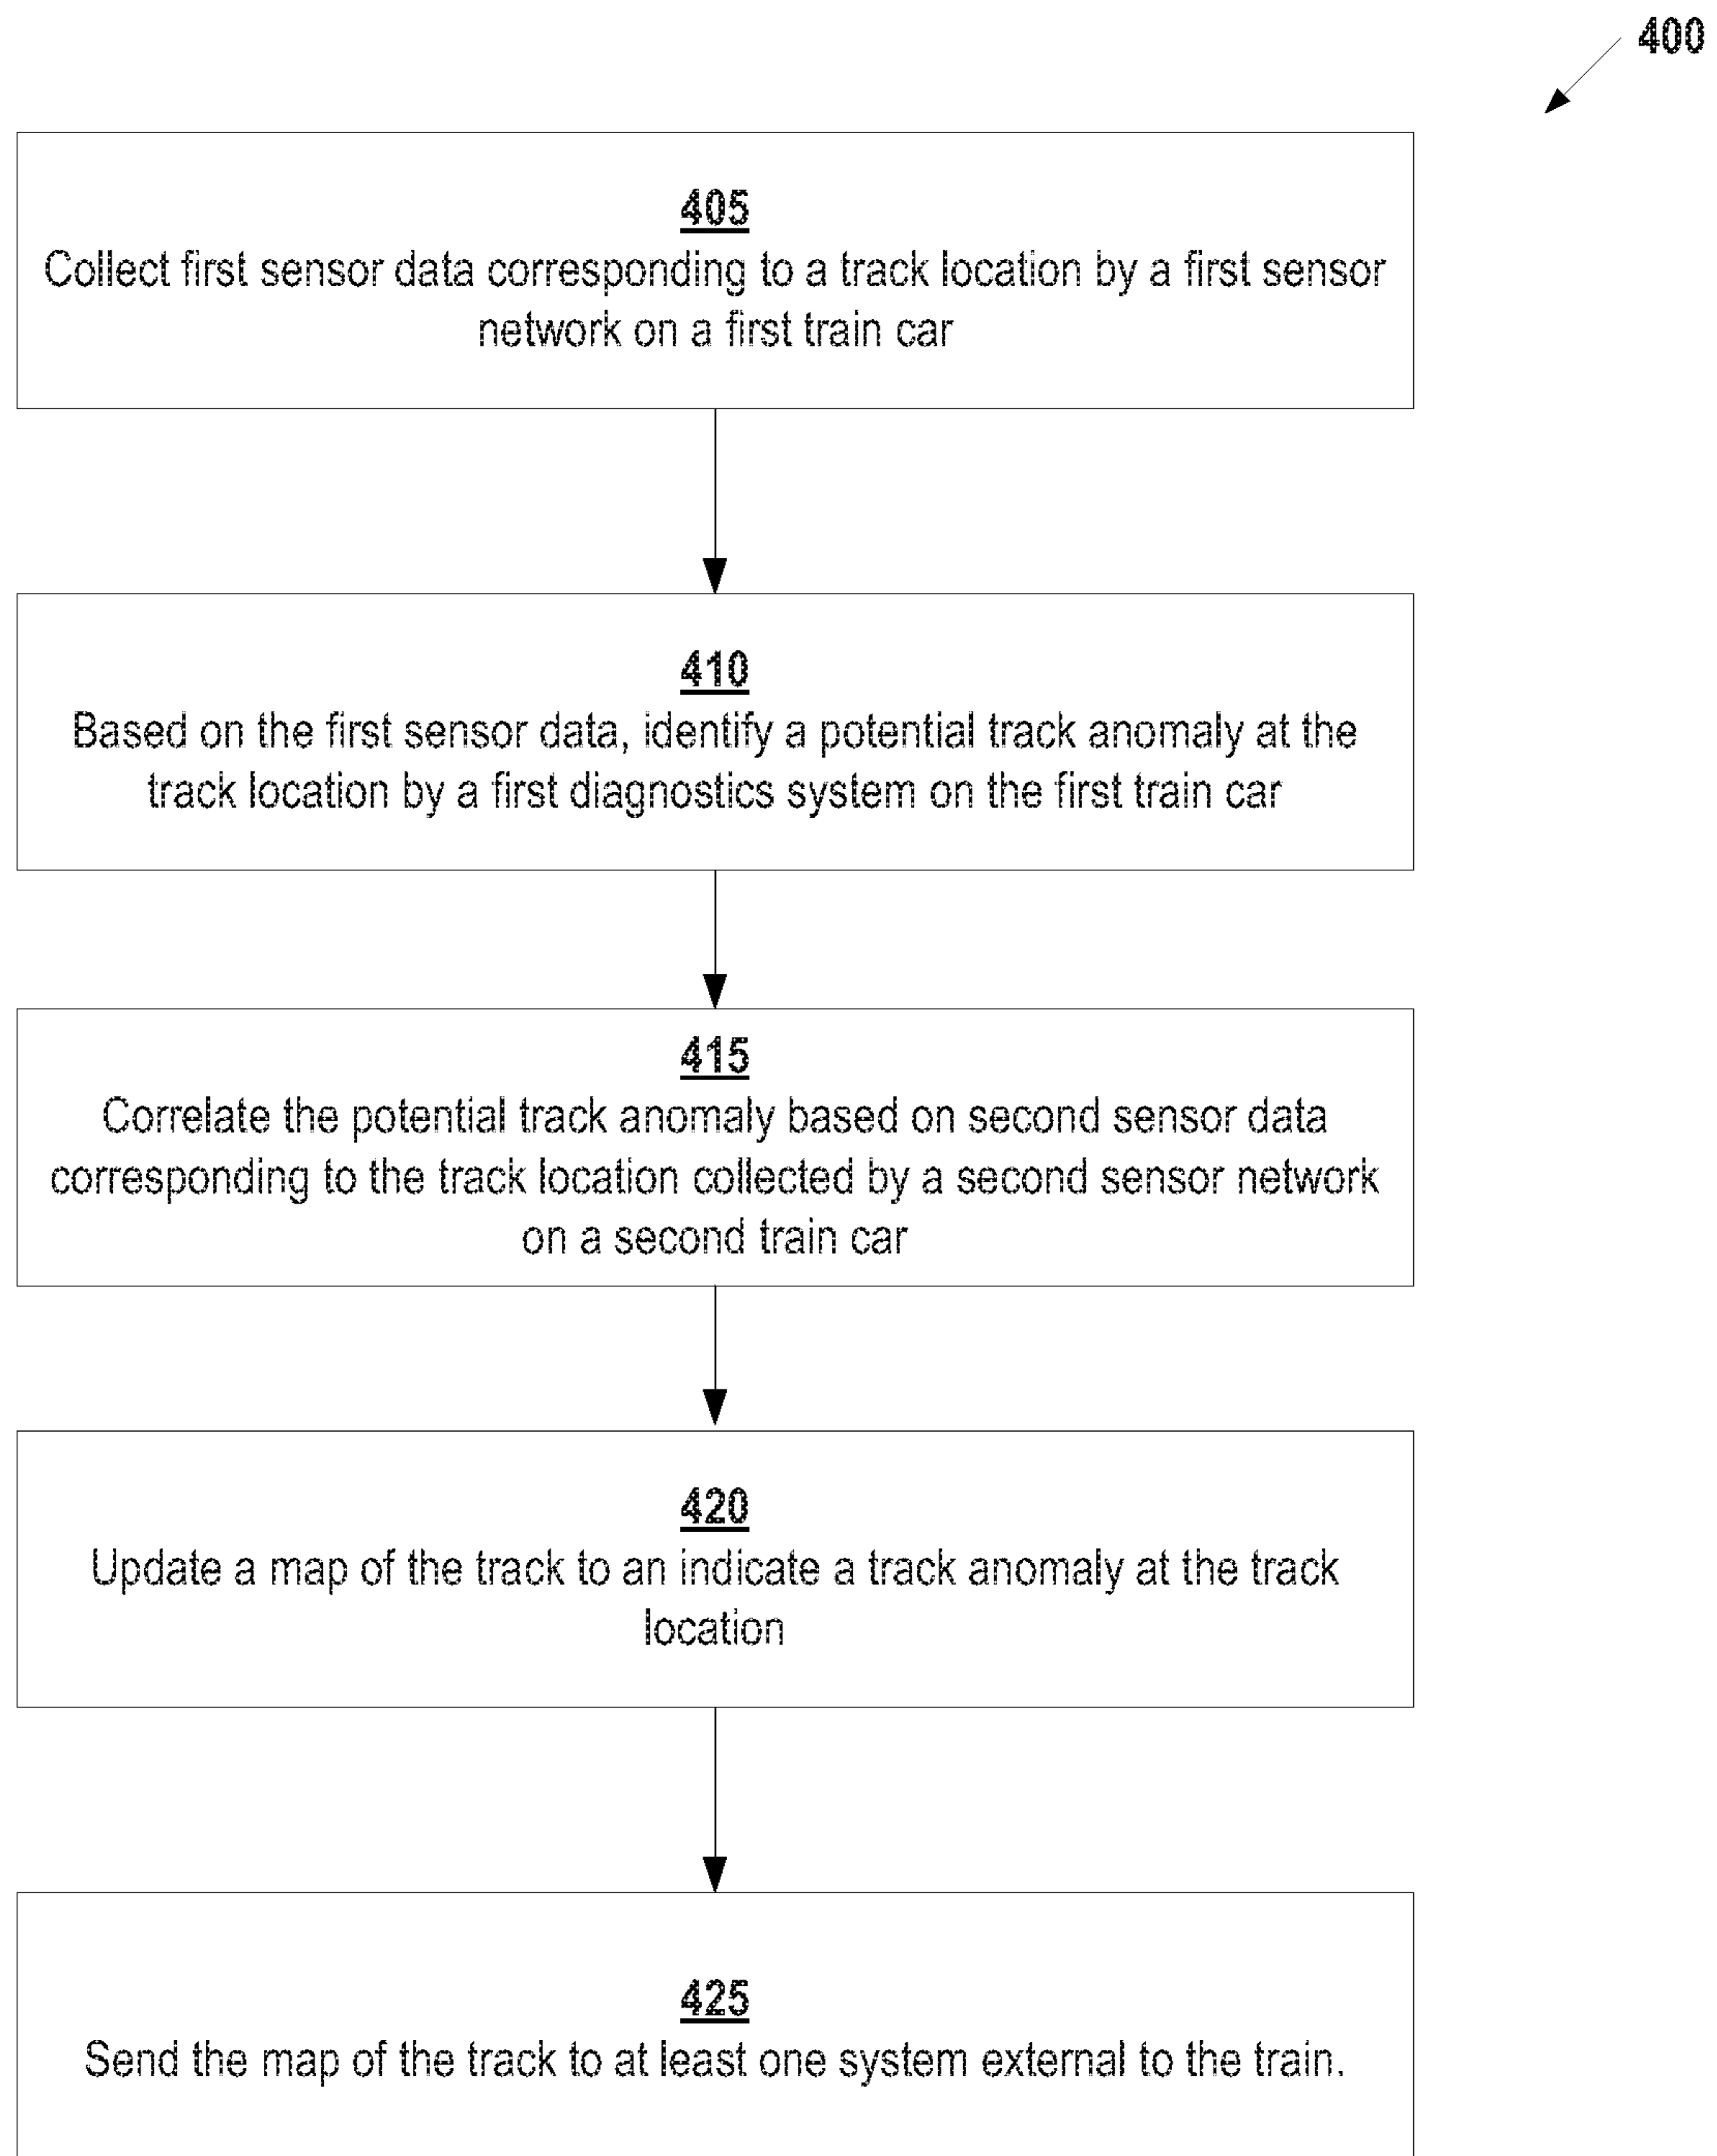 400
405
Collect first sensor data corresponding to a track location by a first sensor
network on a first train car
410
Based on the first sensor data, identify a potential track anomaly at the
track location by a first diagnostics system on the first train car
415
Correlate the potential track anomaly based on second sensor data
corresponding to the track location collected by a second sensor network
on a second train car
420
Update a map of the track to an indicate a track anomaly at the track
location
425
Send the map of the track to at least one system external to the train.